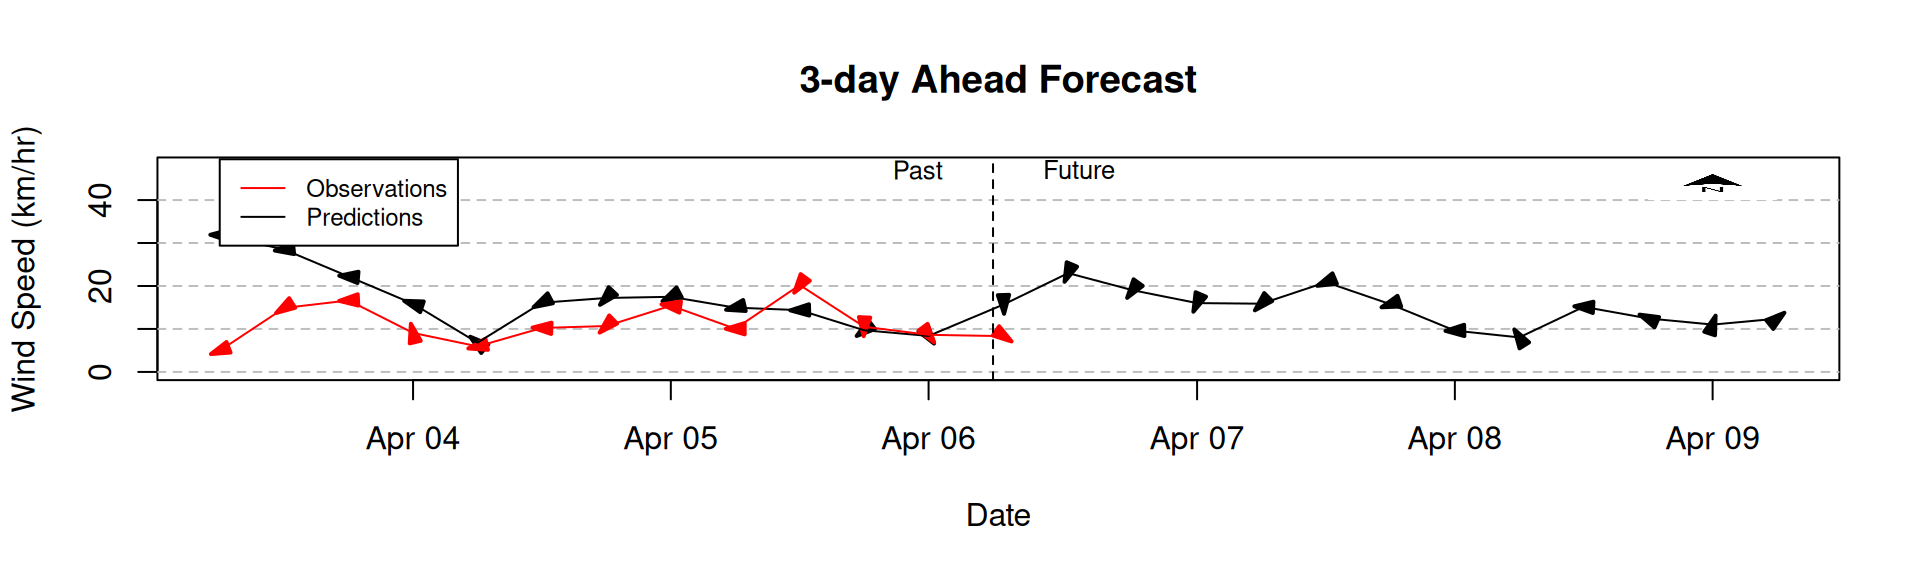 3-day Ahead Forecast
Wind Speed (km/hr)
Observations
Predictions
Past
Future
N
40
20
0
Apr 04
Apr 05
Apr 06
Apr 07
Apr 08
Apr 09
Date